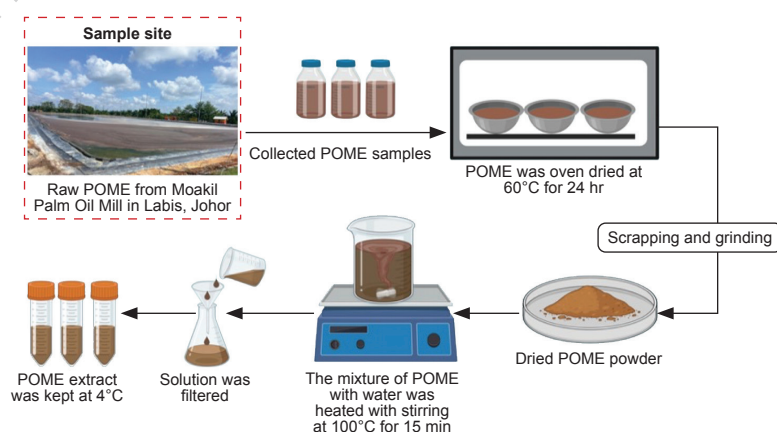 Sample site
Raw POME from Moakil
Palm Oil Mill in Labis, Johor
Collected POME samples
POME was oven dried at
60°C for 24 hr
Scrapping and grinding
Dried POME powder
The mixture of POME
with water was
heated with stirring
at 100°C for 15 min
Solution was
filtered
POME extract
was kept at 4°C